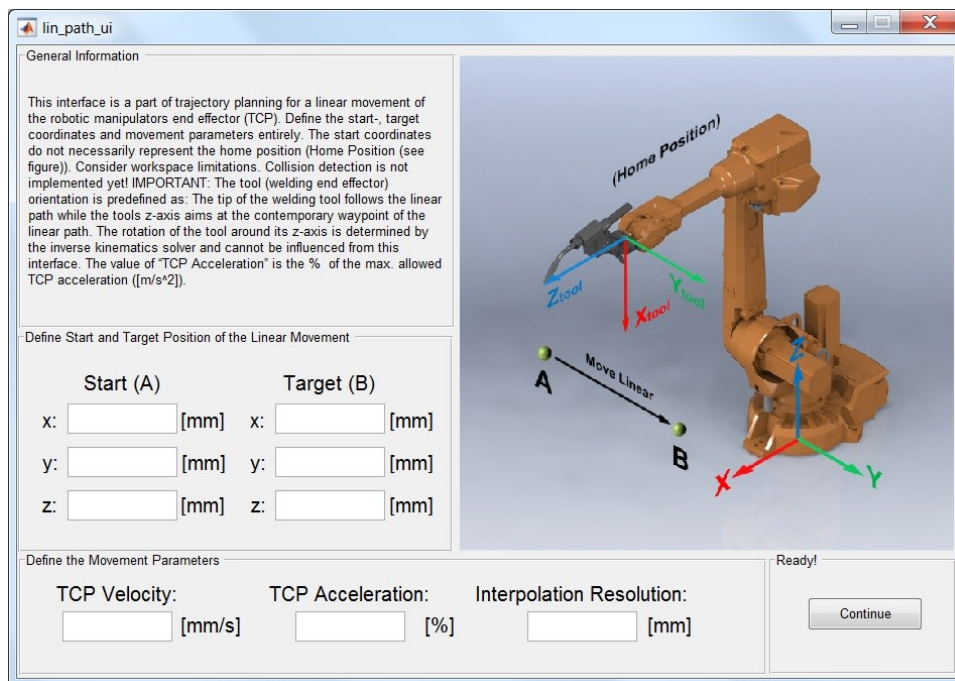 lin_path_ui
General Information
This interface is a part of trajectory planning for a linear movement of
the robotic manipulators end effector (TCP). Define the start-, target
coordinates and movement parameters entirely. The start coordinates
do not necessarily represent the home position (Home Position (see
figure)). Consider workspace limitations. Collision detection is not
implemented yet! IMPORTANT: The tool (welding end effector)
orientation is predefined as: The tip of the welding tool follows the linear
path while the tools z-axis aims at the contemporary waypoint of the
linear path. The rotation of the tool around its z-axis is determined by
the inverse kinematics solver and cannot be influenced from this
interface. The value of "TCP Acceleration" is the % of the max. allowed
TCP acceleration ([m/s^2]).
(Home Position)
Ztool
Ytool
Xtool
Z
A
Move Linear
B
X
Y
Define Start and Target Position of the Linear Movement
Start (A) Target (B)
x: [mm] x: [mm]
y: [mm] y: [mm]
z: [mm] z: [mm]
Define the Movement Parameters
TCP Velocity: TCP Acceleration: Interpolation Resolution:
[mm/s] [%] [mm]
Ready!
Continue